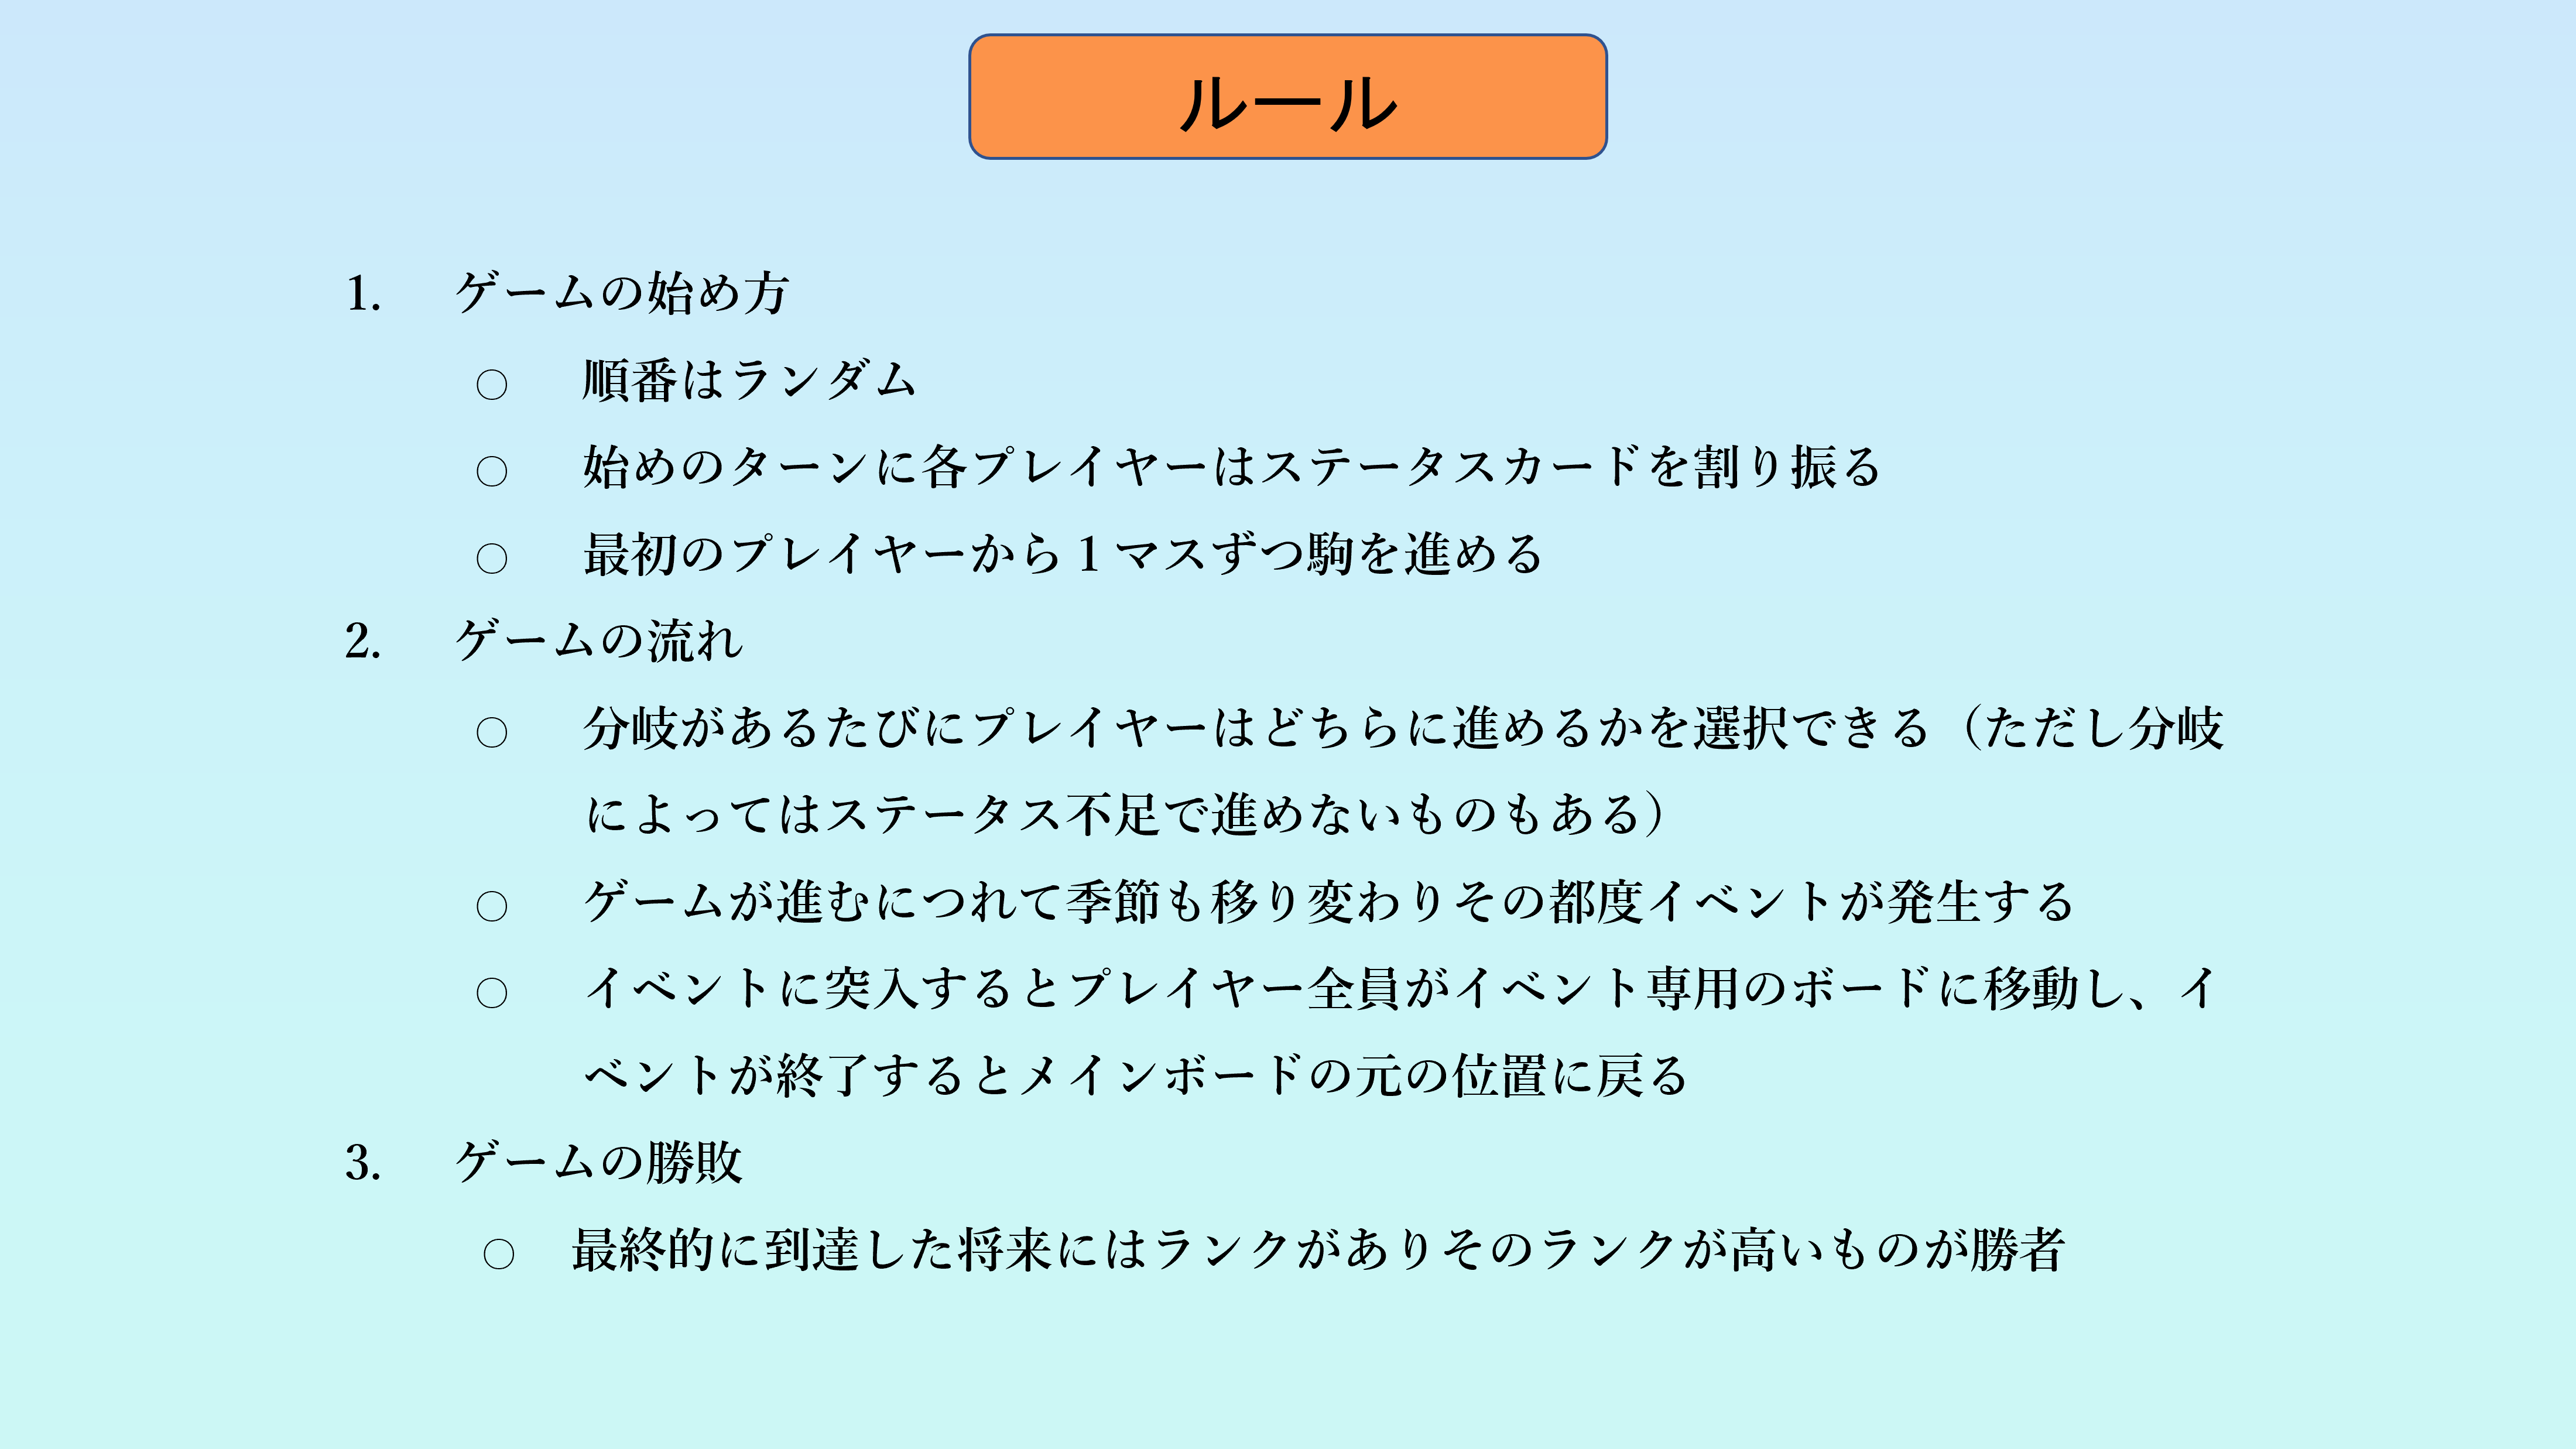 ルール
1. ゲームの始め方
○ 順番はランダム
○ 始めのターンに各プレイヤーはステータスカードを割り振る
○ 最初のプレイヤーから1マスずつ駒を進める
2. ゲームの流れ
○ 分岐があるたびにプレイヤーはどちらに進めるかを選択できる（ただし分岐
によってはステータス不足で進めないものもある）
○ ゲームが進むにつれて季節も移り変わりその都度イベントが発生する
○ イベントに突入するとプレイヤー全員がイベント専用のボードに移動し、イ
ベントが終了するとメインボードの元の位置に戻る
3. ゲームの勝敗
○ 最終的に到達した将来にはランクがありそのランクが高いものが勝者